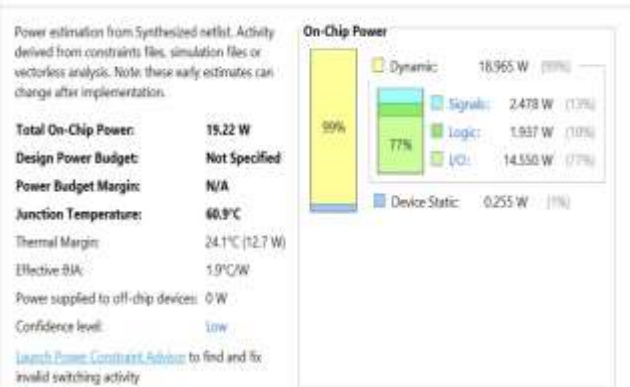 Power estimation from Synthesized netlist. Activity
derived from constraints files, simulation files or
vectorless analysis. Note: these early estimates can
change after implementation.
Total On-Chip Power: 19.22 W
Design Power Budget: Not Specified
Power Budget Margin: N/A
Junction Temperature: 60.9°C
Thermal Margin: 24.1°C (12.7 W)
Effective ϑJA: 1.9°C/W
Power supplied to off-chip devices: 0 W
Confidence level: Low
Launch Power Constraint Advisor to find and fix
invalid switching activity
On-Chip Power
Dynamic: 18.965 W (99%)
99%
77%
Signals: 2.478 W (13%)
Logic: 1.937 W (10%)
I/O: 14.550 W (77%)
Device Static: 0.255 W (1%)